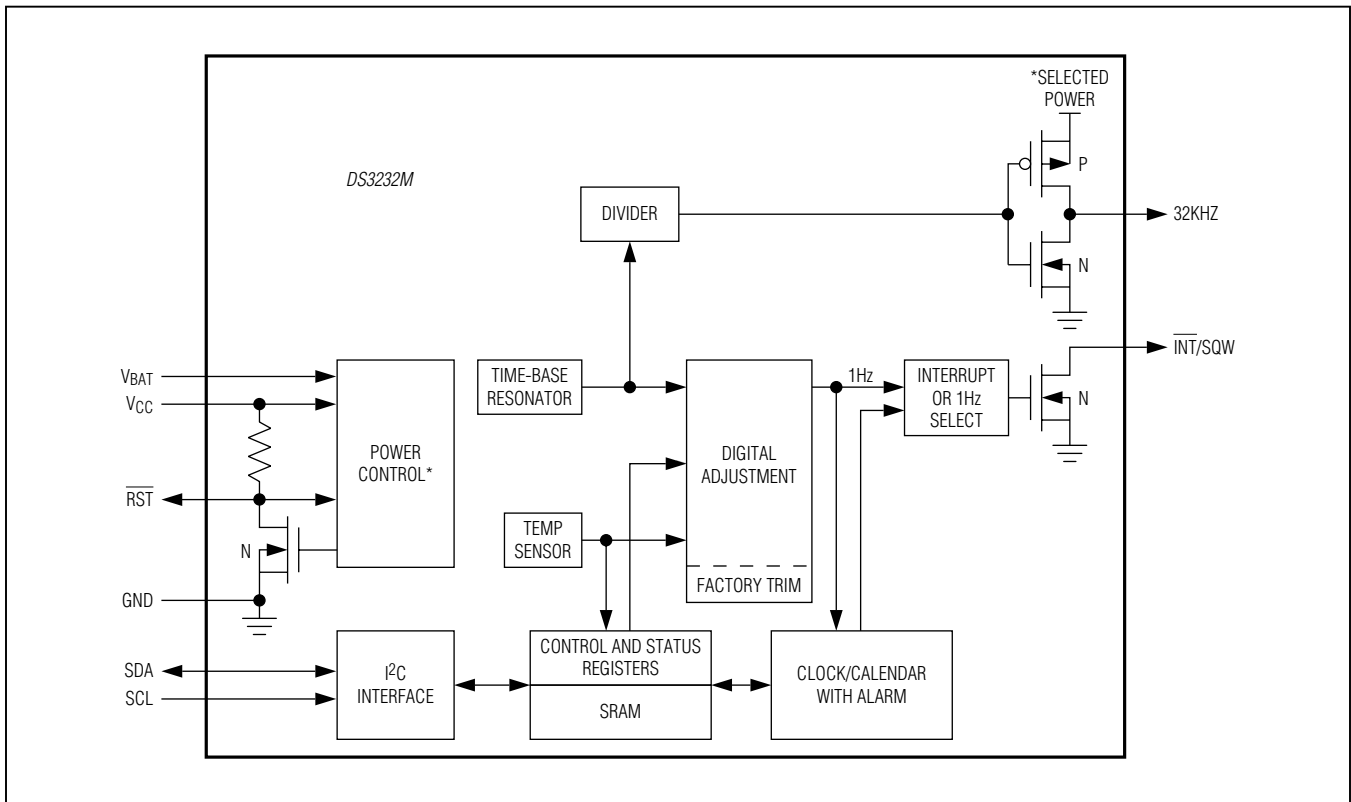 *SELECTED
POWER
P
DS3232M
DIVIDER
32KHZ
N
INT/SQW
VBAT
VCC
TIME-BASE
RESONATOR
1Hz
INTERRUPT
OR 1Hz
SELECT
N
POWER
CONTROL*
DIGITAL
ADJUSTMENT
RST
TEMP
SENSOR
N
FACTORY TRIM
GND
SDA
SCL
I2C
INTERFACE
CONTROL AND STATUS
REGISTERS
SRAM
CLOCK/CALENDAR
WITH ALARM